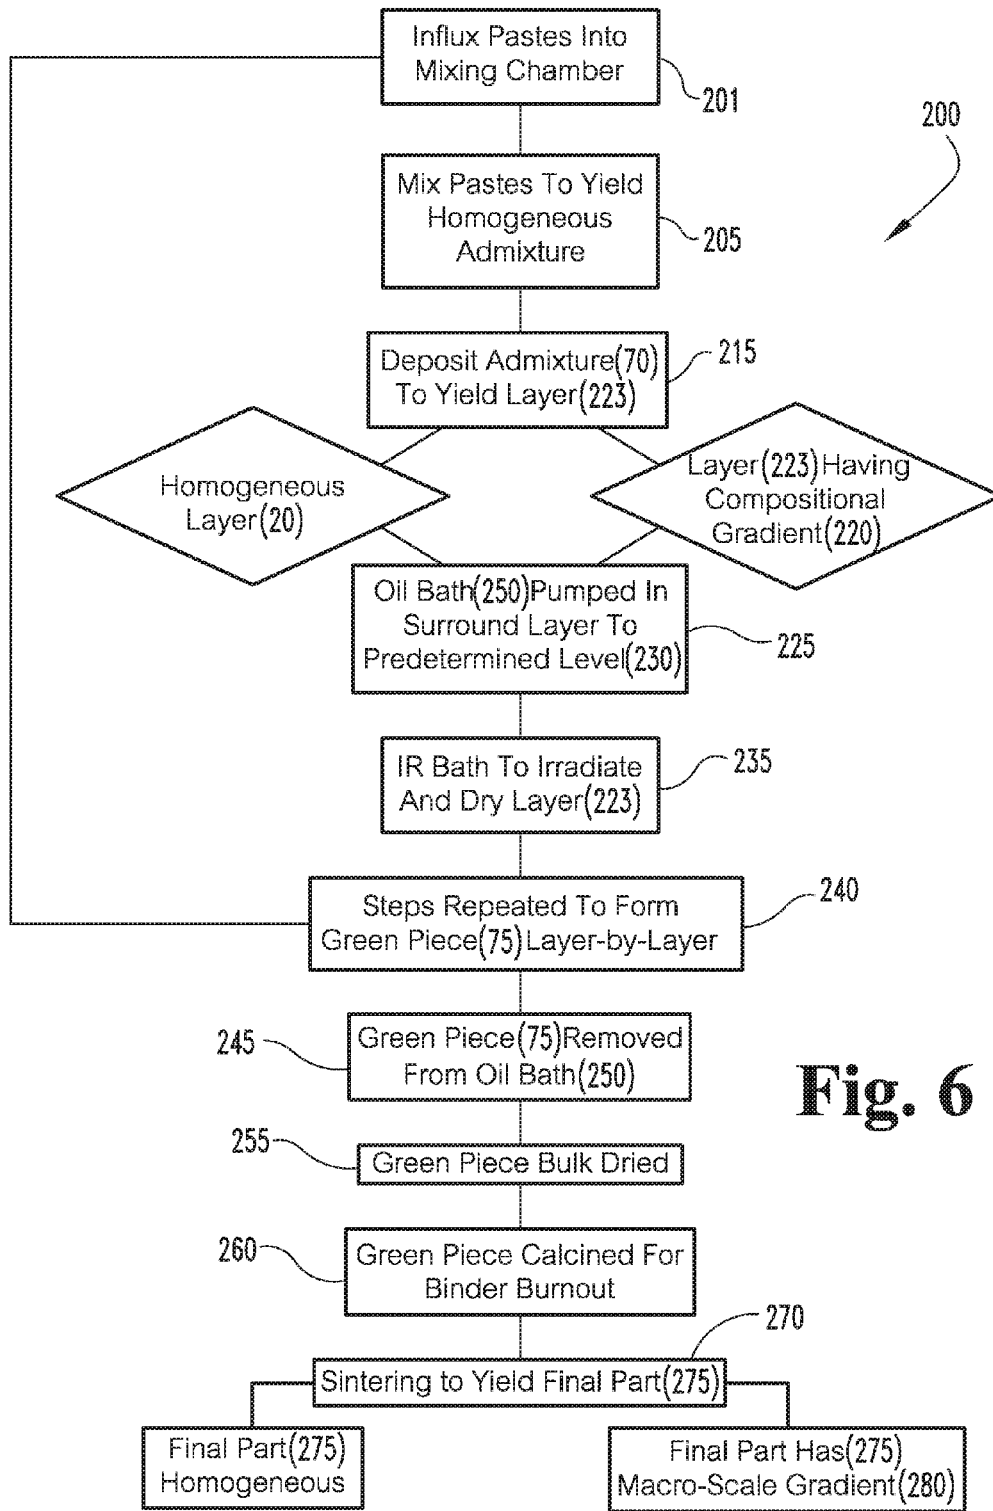 Influx Pastes Into
Mixing Chamber
201
200
Mix Pastes To Yield
Homogeneous
Admixture
205
Deposit Admixture(70)
To Yield Layer(223)
215
Homogeneous
Layer(20)
Layer(223)Having
Compositional
Gradient(220)
Oil Bath(250)Pumped In
Surround Layer To
Predetermined Level(230)
225
IR Bath To Irradiate
And Dry Layer(223)
235
Steps Repeated To Form
Green Piece(75)Layer-by-Layer
240
Green Piece(75)Removed
From Oil Bath(250)
245
Fig. 6
255
Green Piece Bulk Dried
260
Green Piece Calcined For
Binder Burnout
270
Sintering to Yield Final Part(275)
Final Part(275)
Homogeneous
Final Part Has(275)
Macro-Scale Gradient(280)